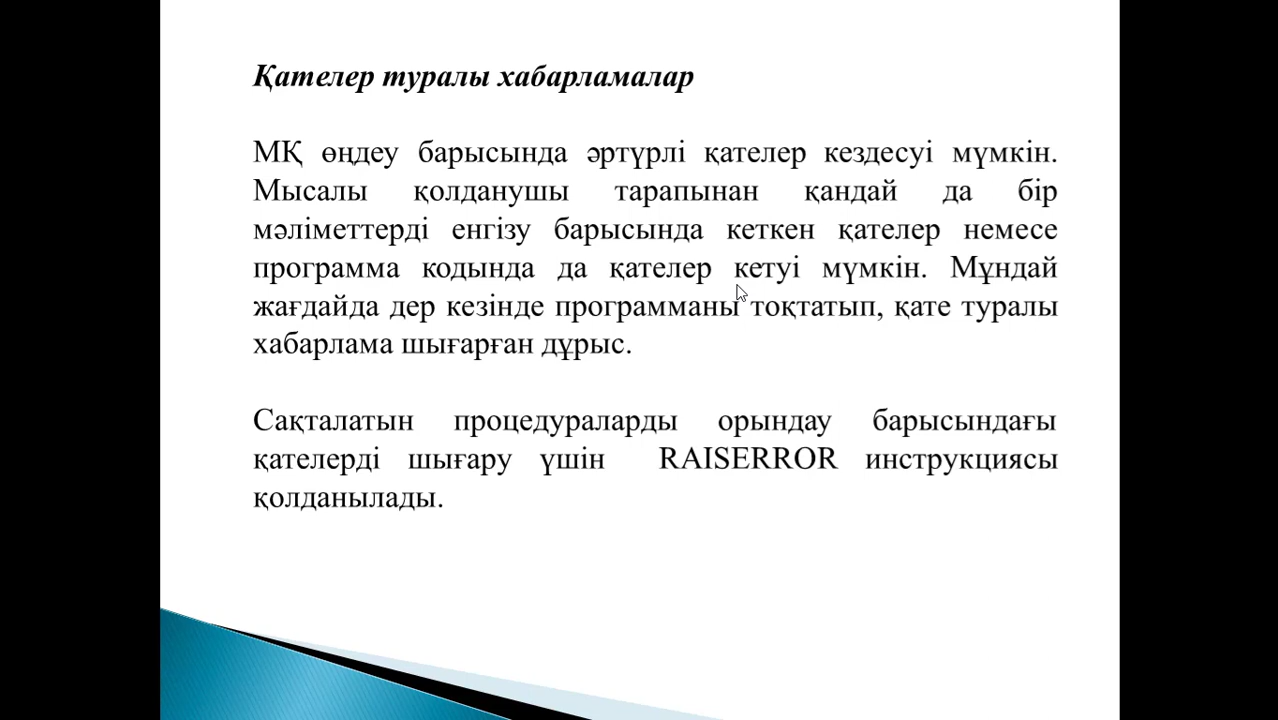 Қателер туралы хабарламалар
МҚ өңдеу барысында әртүрлі қателер кездесуі мүмкін.
Мысалы қолданушы тарапынан қандай да бір
мәліметтерді енгізу барысында кеткен қателер немесе
программа кодында да қателер кетуі мүмкін. Мұндай
жағдайда дер кезінде программаны тоқтатып, қате туралы
хабарлама шығарған дұрыс.
Сақталатын процедураларды орындау барысындағы
қателерді шығару үшін RAISERROR инструкциясы
қолданылады.